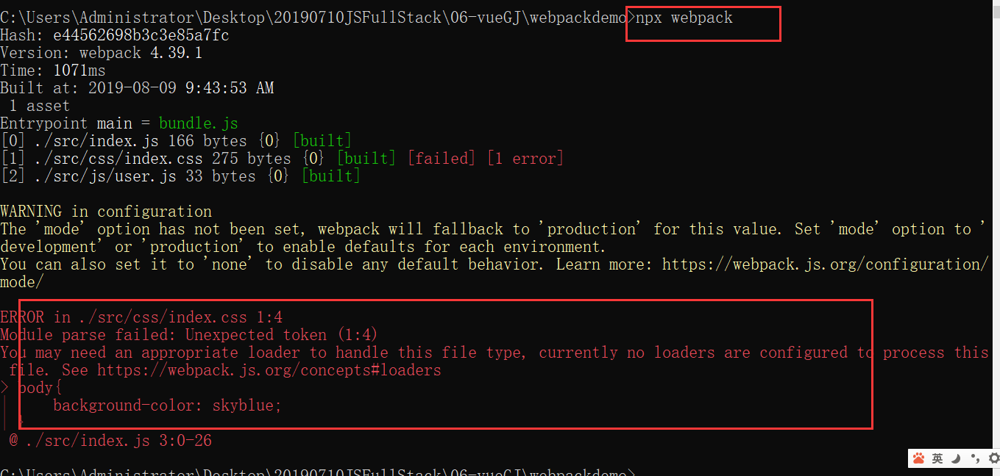 C:\Users\Administrator\Desktop\20190710JSFullStack\06-vueGJ\webpackdemo>npx webpack
Hash: e44562698b3c3e85a7fc
Version: webpack 4.39.1
Time: 1071ms
Built at: 2019-08-09 9:43:53 AM
 1 asset
Entrypoint main = bundle.js
[0] ./src/index.js 166 bytes {0} [built]
[1] ./src/css/index.css 275 bytes {0} [built] [failed] [1 error]
[2] ./src/js/user.js 33 bytes {0} [built]
WARNING in configuration
The 'mode' option has not been set, webpack will fallback to 'production' for this value. Set 'mode' option to '
development' or 'production' to enable defaults for each environment.
You can also set it to 'none' to disable any default behavior. Learn more: https://webpack.js.org/configuration/
mode/
ERROR in ./src/css/index.css 1:4
Module parse failed: Unexpected token (1:4)
You may need an appropriate loader to handle this file type, currently no loaders are configured to process this
 file. See https://webpack.js.org/concepts#loaders
> body{
|     background-color: skyblue;
| }
 @ ./src/index.js 3:0-26
英
C:\Users\Administrator\Desktop\20190710JSFullStack\06-vueGJ\webpackdemo>